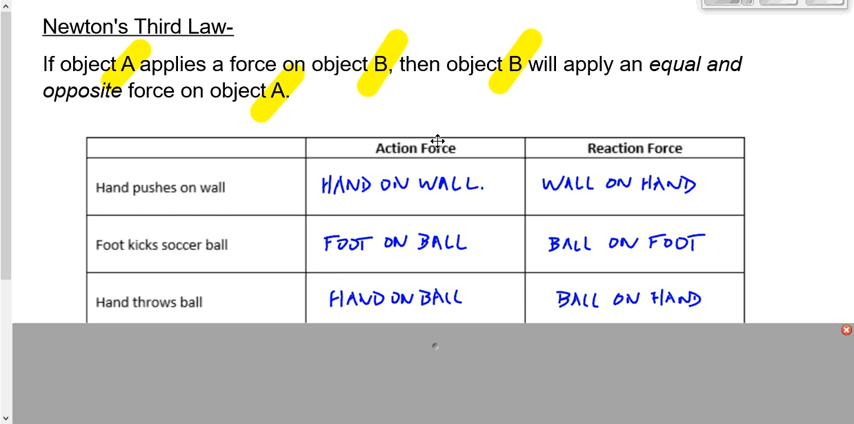 Newton's Third Law-
If object A applies a force on object B, then object B will apply an equal and
opposite force on object A.
Action Force Reaction Force
Hand pushes on wall HAND ON WALL. WALL ON HAND
Foot kicks soccer ball FOOT ON BALL BALL ON FOOT
Hand throws ball HAND ON BALL BALL ON HAND